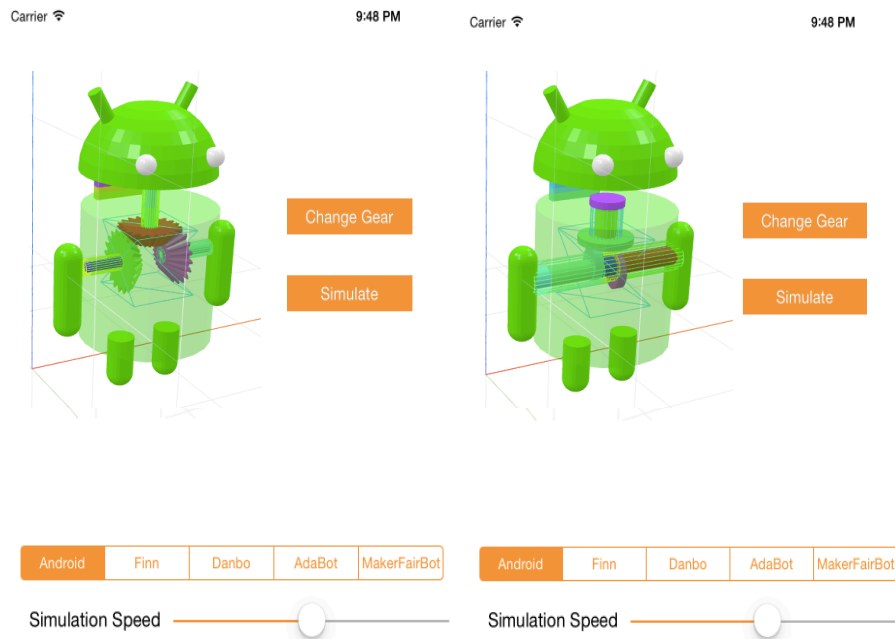 Carrier 9:48 PM
Change Gear
Simulate
Android Finn Danbo AdaBot MakerFairBot
Simulation Speed
Carrier 9:48 PM
Change Gear
Simulate
Android Finn Danbo AdaBot MakerFairBot
Simulation Speed